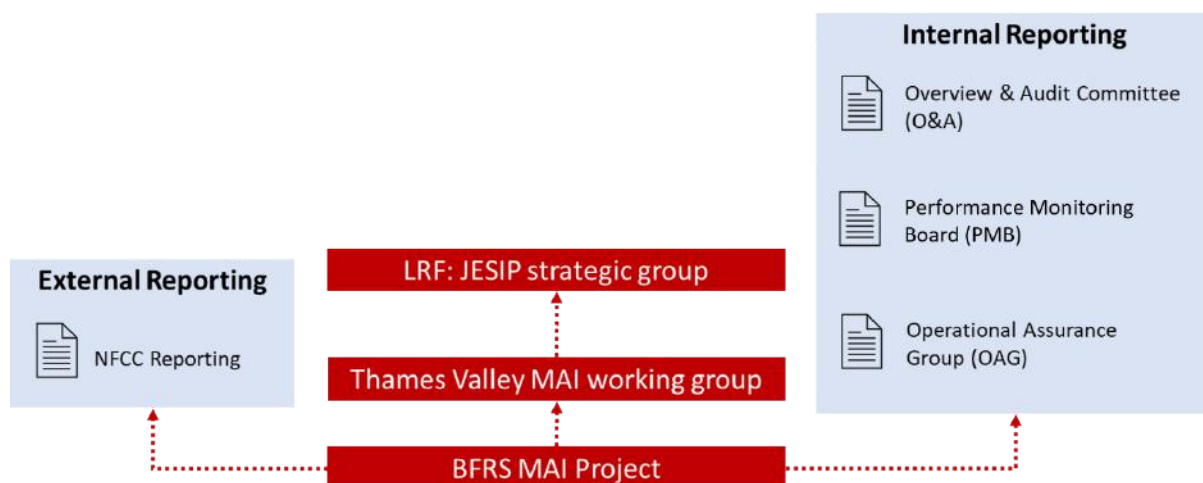 External Reporting
NFCC Reporting
LRF: JESIP strategic group
Thames Valley MAI working group
BFRS MAI Project
Internal Reporting
Overview & Audit Committee
(O&A)
Performance Monitoring
Board (PMB)
Operational Assurance
Group (OAG)